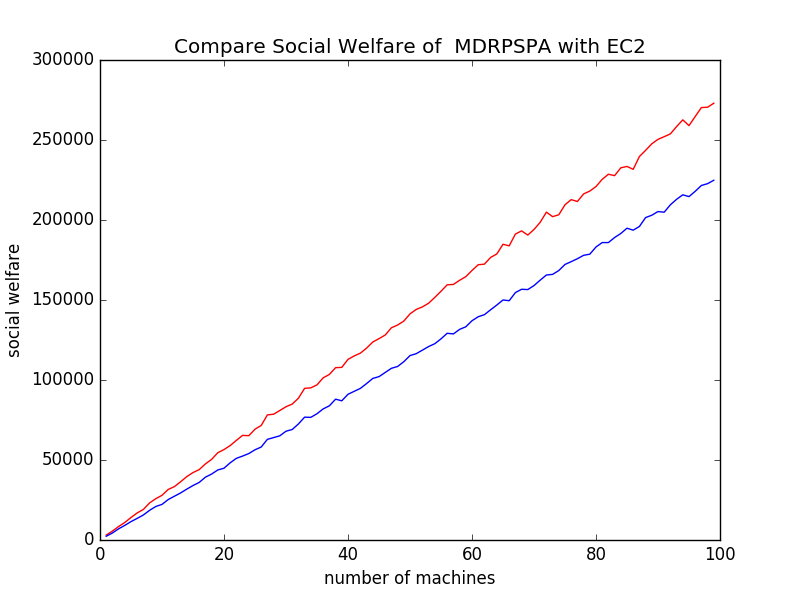 Compare Social Welfare of  MDRPSPA with EC2
300000
250000
200000
150000
100000
50000
0
social welfare
0 20 40 60 80 100
number of machines